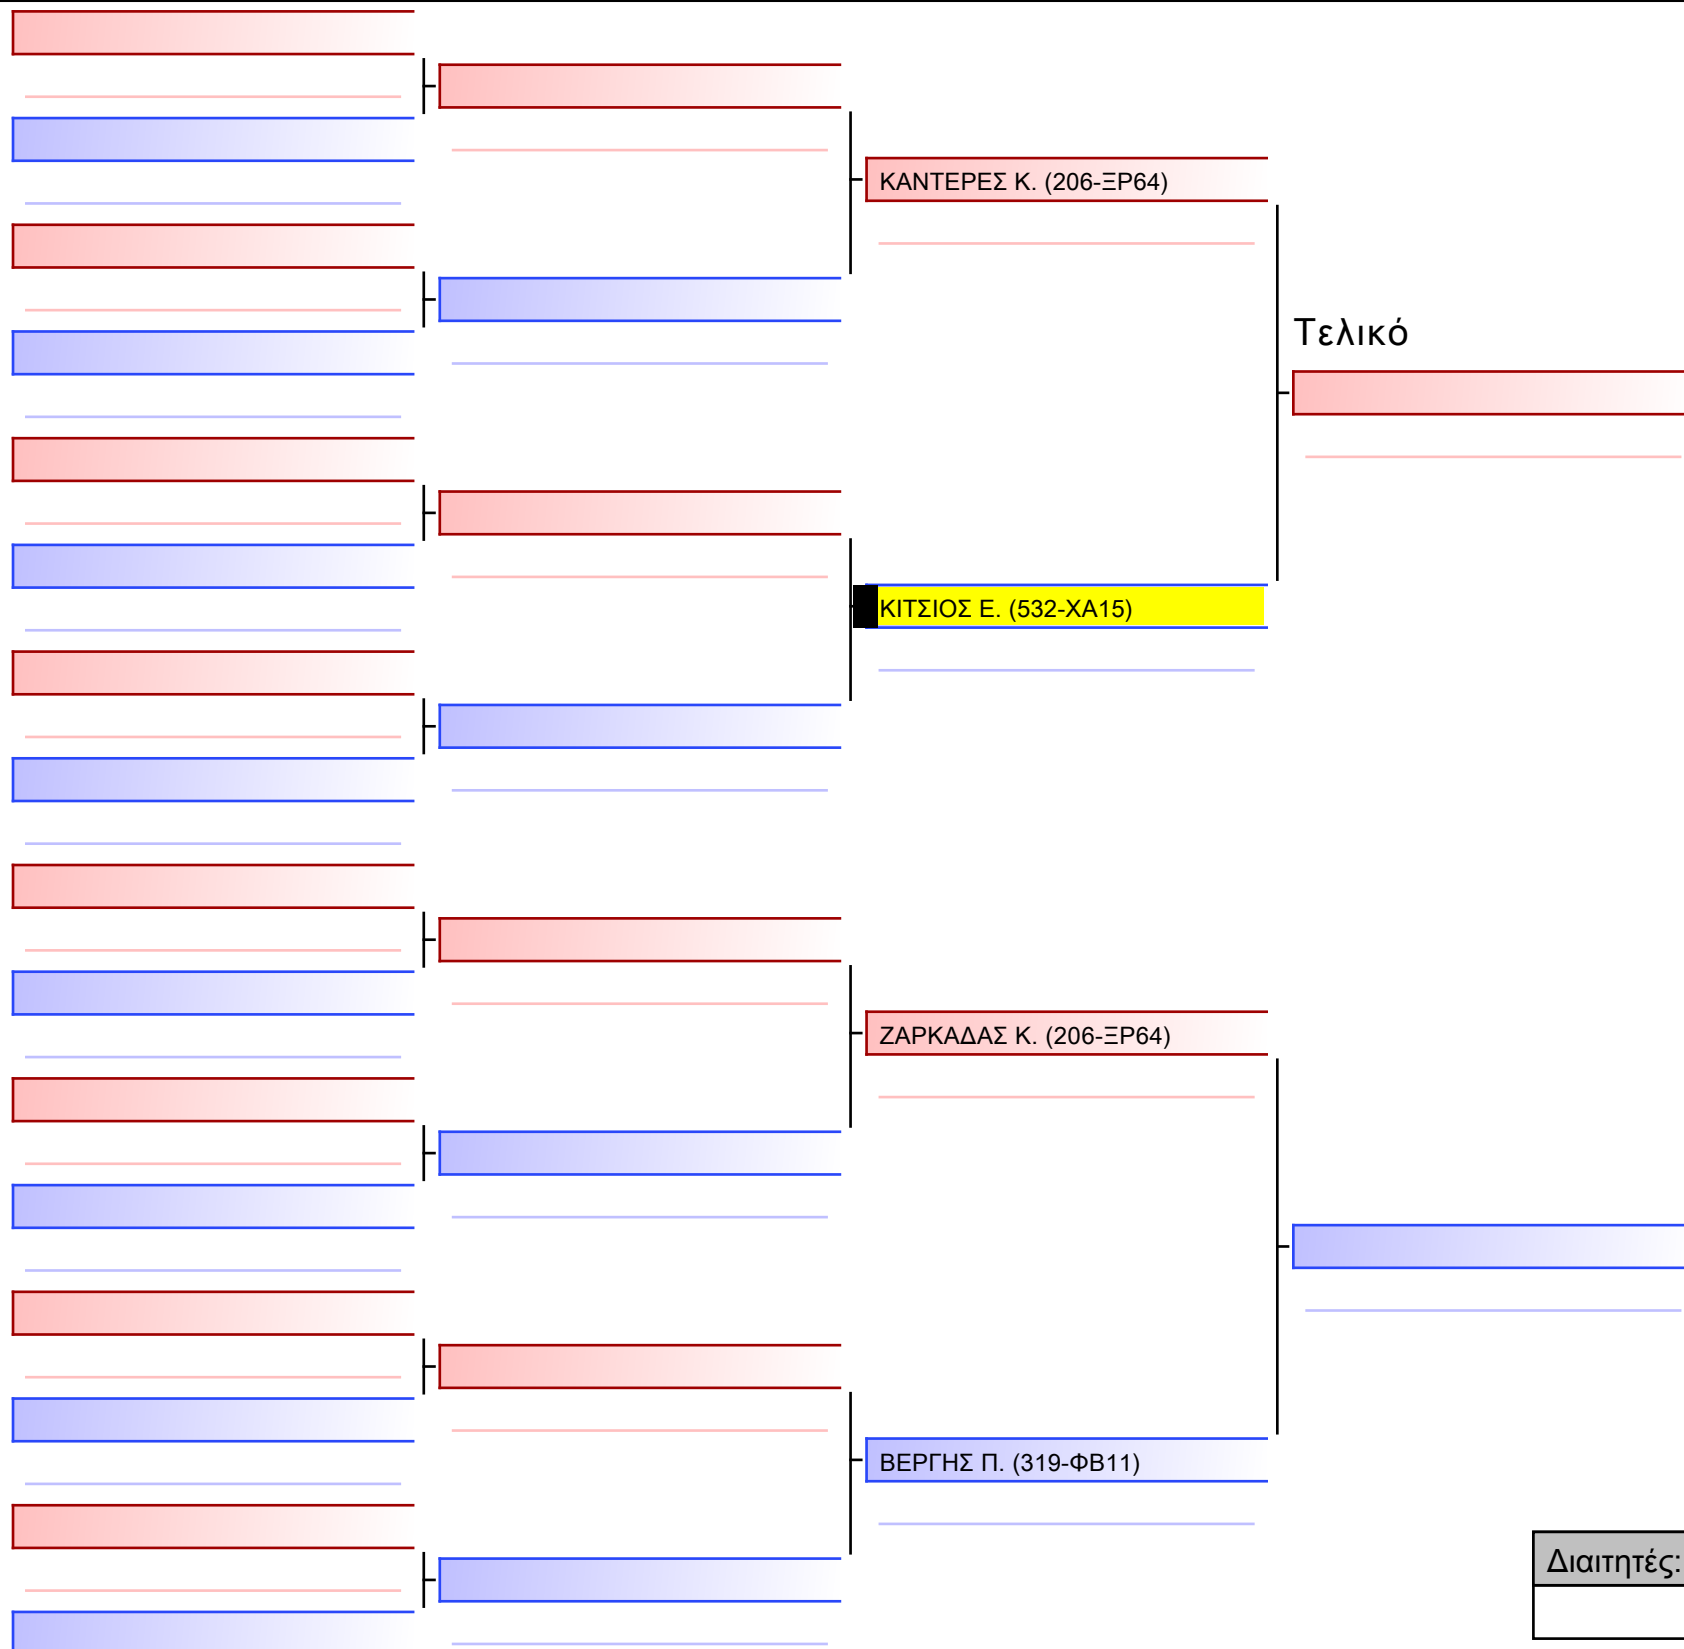 ΚΑΝΤΕΡΕΣ Κ. (206-ΞΡ64)
Τελικό
ΚΙΤΣΙΟΣ Ε. (532-ΧΑ15)
ΖΑΡΚΑΔΑΣ Κ. (206-ΞΡ64)
ΒΕΡΓΗΣ Π. (319-ΦΒ11)
Διαιτητές: